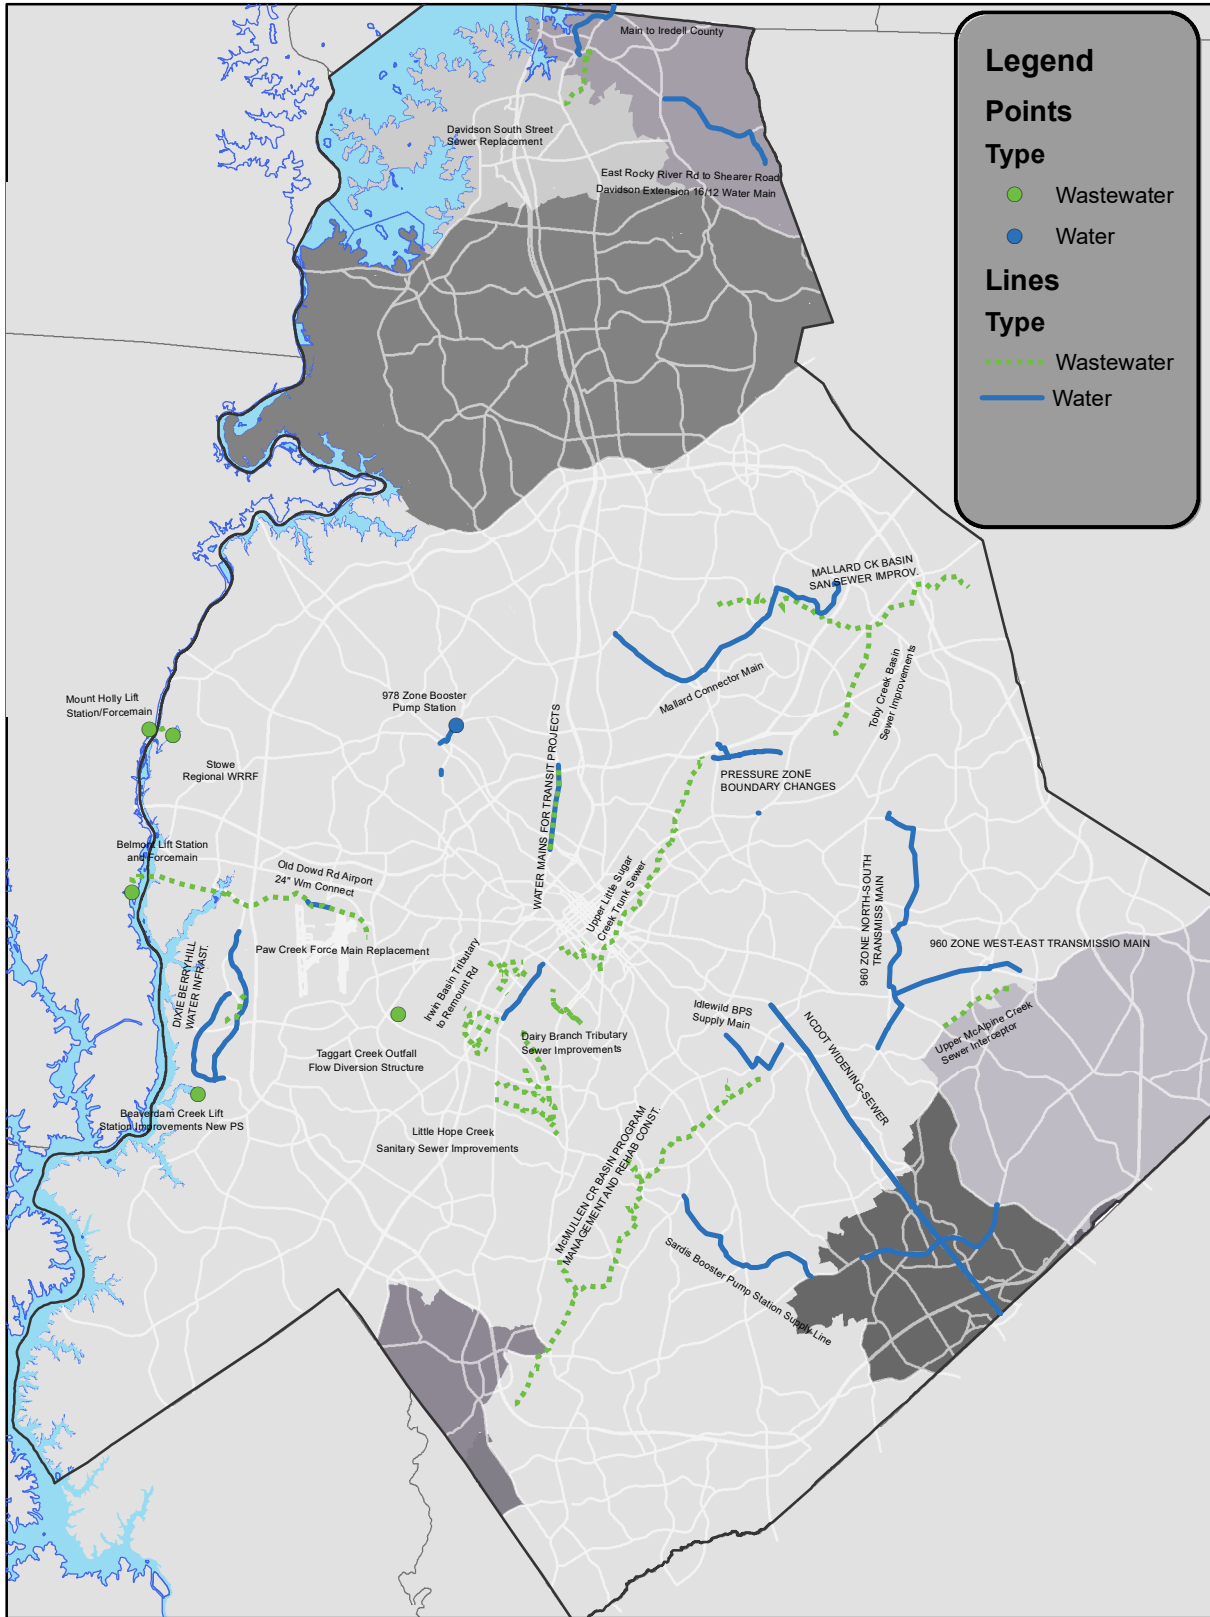 Main to Iredell County
Legend
Points
Type
Wastewater
Water
Lines
Type
Wastewater
Water
Davidson South Street
Sewer Replacement
East Rocky River Rd to Shearer Road
Davidson Extension 16/12 Water Main
MALLARD CK BASIN
SAN SEWER IMPROV.
Mallard Connector Main
Toby Creek Basin
Sewer Improvements
Mount Holly Lift
Station/Forcemain
978 Zone Booster
Pump Station
Stowe
Regional WRRF
WATER MAINS FOR TRANSIT PROJECTS
PRESSURE ZONE
BOUNDARY CHANGES
Belmont Lift Station
and Forcemain
Old Dowd Rd Airport
24" Wm Connect
Upper Little Sugar
Creek Trunk Sewer
960 ZONE NORTH-SOUTH
TRANSMISS MAIN
960 ZONE WEST-EAST TRANSMISSIO MAIN
Paw Creek Force Main Replacement
DIXIE BERRYHILL
WATER INFRAST.
Irwin Basin Tributary
to Remount Rd
Idlewild BPS
Supply Main
NCDOT WIDENING-SEWER
Upper McAlpine Creek
Sewer Interceptor
Dairy Branch Tributary
Sewer Improvements
Taggart Creek Outfall
Flow Diversion Structure
Beaverdam Creek Lift
Station Improvements New PS
Little Hope Creek
Sanitary Sewer Improvements
McMULLEN CR BASIN PROGRAM
MANAGEMENT AND REHAB CONST.
Sardis Booster Pump Station Supply Line